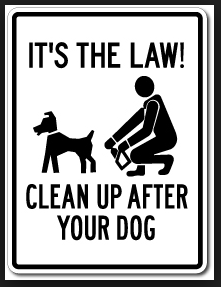 IT'S THE LAW!
CLEAN UP AFTER
YOUR DOG